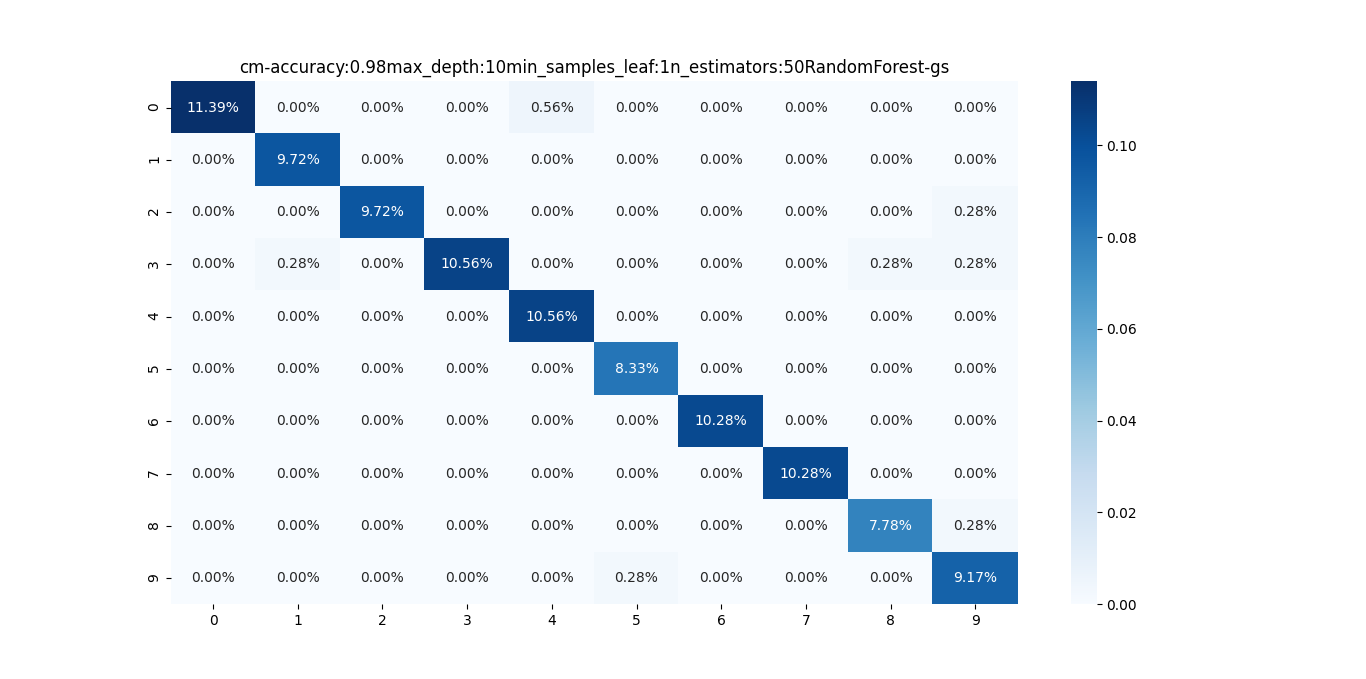 cm-accuracy:0.98max_depth:10min_samples_leaf:1n_estimators:50RandomForest-gs
0 11.39% 0.00% 0.00% 0.00% 0.56% 0.00% 0.00% 0.00% 0.00% 0.00%
1 0.00% 9.72% 0.00% 0.00% 0.00% 0.00% 0.00% 0.00% 0.00% 0.00%
2 0.00% 0.00% 9.72% 0.00% 0.00% 0.00% 0.00% 0.00% 0.00% 0.28%
3 0.00% 0.28% 0.00% 10.56% 0.00% 0.00% 0.00% 0.00% 0.28% 0.28%
4 0.00% 0.00% 0.00% 0.00% 10.56% 0.00% 0.00% 0.00% 0.00% 0.00%
5 0.00% 0.00% 0.00% 0.00% 0.00% 8.33% 0.00% 0.00% 0.00% 0.00%
6 0.00% 0.00% 0.00% 0.00% 0.00% 0.00% 10.28% 0.00% 0.00% 0.00%
7 0.00% 0.00% 0.00% 0.00% 0.00% 0.00% 0.00% 10.28% 0.00% 0.00%
8 0.00% 0.00% 0.00% 0.00% 0.00% 0.00% 0.00% 0.00% 7.78% 0.28%
9 0.00% 0.00% 0.00% 0.00% 0.00% 0.28% 0.00% 0.00% 0.00% 9.17%
0 1 2 3 4 5 6 7 8 9
0.10
0.08
0.06
0.04
0.02
0.00